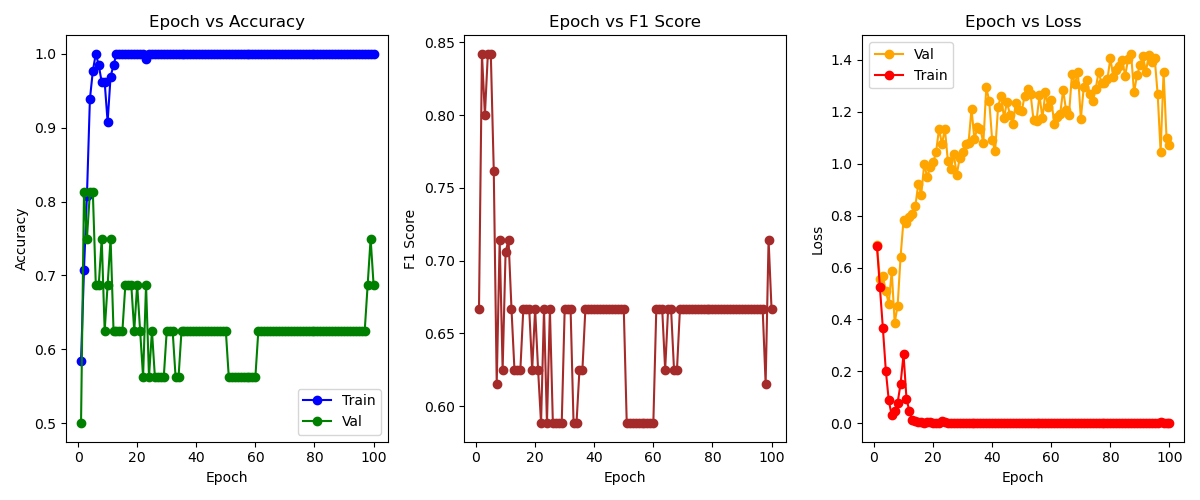 Epoch vs Accuracy
Accuracy
1.0
0.9
0.8
0.7
0.6
0.5
0 20 40 60 80 100
Epoch
Train
Val
Epoch vs F1 Score
F1 Score
0.85
0.80
0.75
0.70
0.65
0.60
0 20 40 60 80 100
Epoch
Epoch vs Loss
Loss
1.4
1.2
1.0
0.8
0.6
0.4
0.2
0.0
0 20 40 60 80 100
Epoch
Val
Train